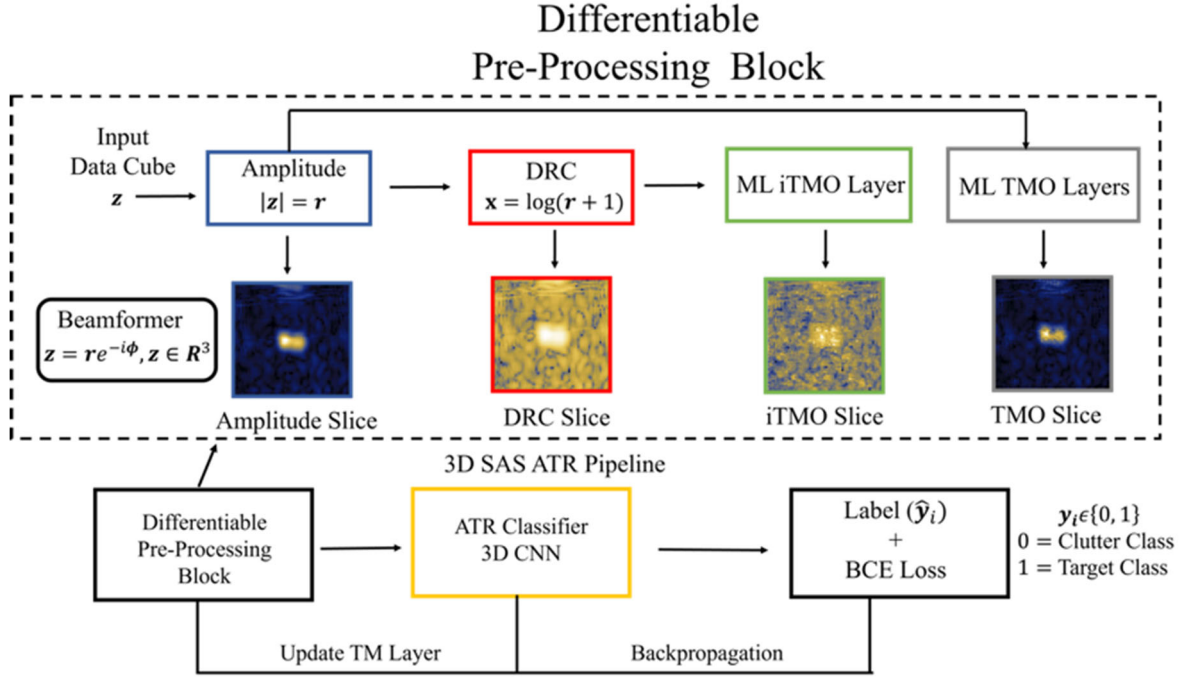 Differentiable
Pre-Processing Block
Input
Data Cube
z
Amplitude
|z| = r
DRC
x = log(r + 1)
ML iTMO Layer
ML TMO Layers
Beamformer
z = re^{-iϕ}, z ∈ R^3
Amplitude Slice
DRC Slice
iTMO Slice
TMO Slice
3D SAS ATR Pipeline
Differentiable
Pre-Processing
Block
ATR Classifier
3D CNN
Label (ŷ_i)
+
BCE Loss
y_iϵ{0, 1}
0 = Clutter Class
1 = Target Class
Update TM Layer
Backpropagation